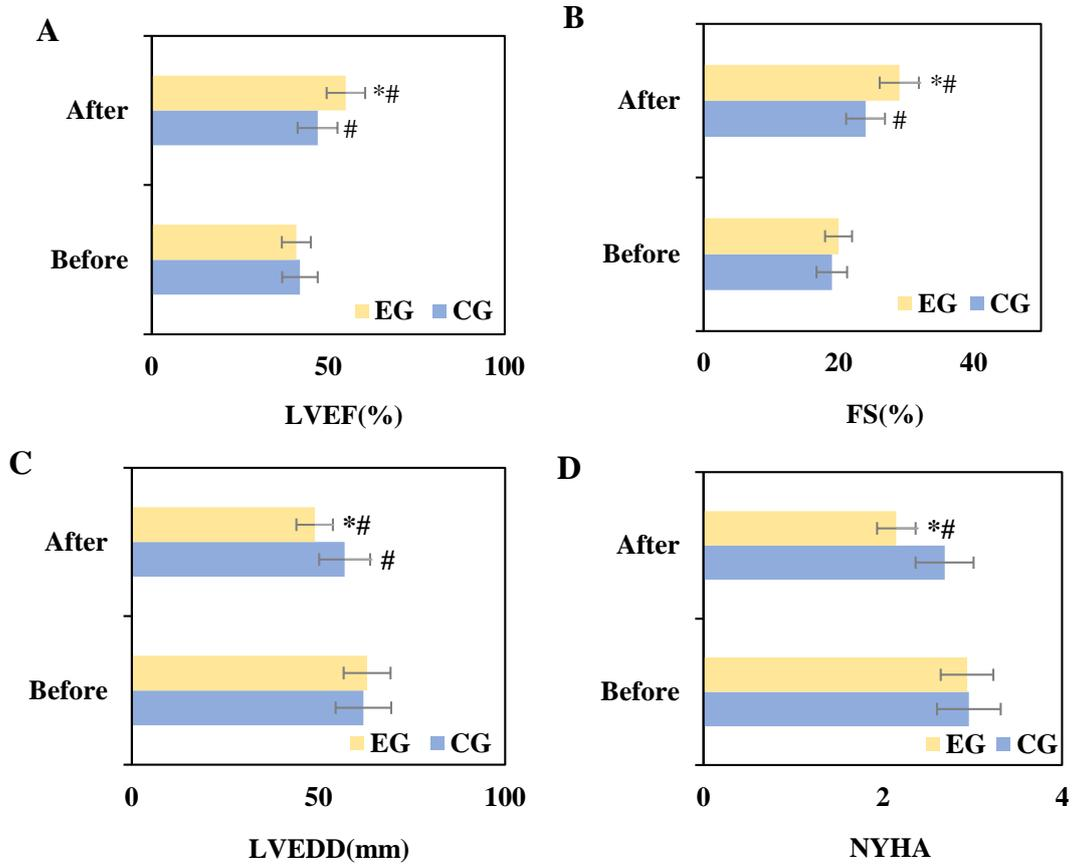 A
After
*#
#
Before
EG CG
0 50 100
LVEF(%)
B
After
*#
#
Before
EG CG
0 20 40
FS(%)
C
After
*#
#
Before
EG CG
0 50 100
LVEDD(mm)
D
After
*#
Before
EG CG
0 2 4
NYHA